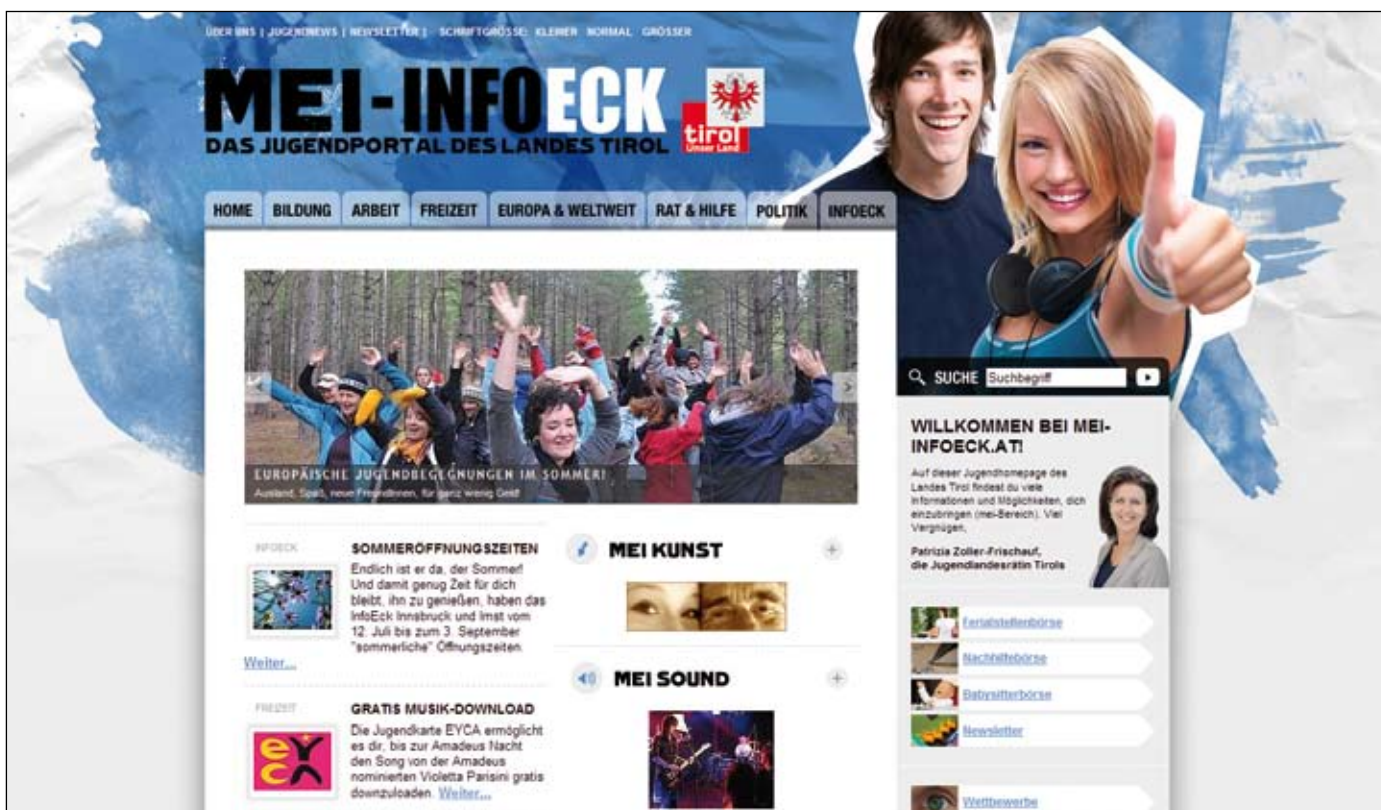 ÜBER UNS | JUGENDNEWS | NEWSLETTER | SCHRIFTGRÖSSE: KLEINER NORMAL GRÖSSER
MEI-INFOECK
DAS JUGENDPORTAL DES LANDES TIROL
tirol
Unser Land
HOME BILDUNG ARBEIT FREIZEIT EUROPA & WELTWEIT RAT & HILFE POLITIK INFOECK
EUROPÄISCHE JUGENDBEGEGNUNGEN IM SOMMER!
Ausland, Spaß, neue FreundInnen, für ganz wenig Geld!
INFOECK
SOMMERÖFFNUNGSZEITEN
Endlich ist er da, der Sommer!
Und damit genug Zeit für dich
bleibt, ihn zu genießen, haben das
InfoEck Innsbruck und Imst vom
12. Juli bis zum 3. September
"sommerliche" Öffnungszeiten.
Weiter...
FREIZEIT
eyca
GRATIS MUSIK-DOWNLOAD
Die Jugendkarte EYCA ermöglicht
es dir, bis zur Amadeus Nacht
den Song von der Amadeus
nominierten Violetta Parisini gratis
downzuloaden. Weiter...
MEI KUNST
MEI SOUND
SUCHE Suchbegriff
WILLKOMMEN BEI MEI-
INFOECK.AT!
Auf dieser Jugendhomepage des
Landes Tirol findest du viele
Informationen und Möglichkeiten, dich
einzubringen (mei-Bereich). Viel
Vergnügen,
Patrizia Zoller-Frischauf,
die Jugendlandesrätin Tirols
Ferialstellenbörse
Nachhilfebörse
Babysitterbörse
Newsletter
Wettbewerbe